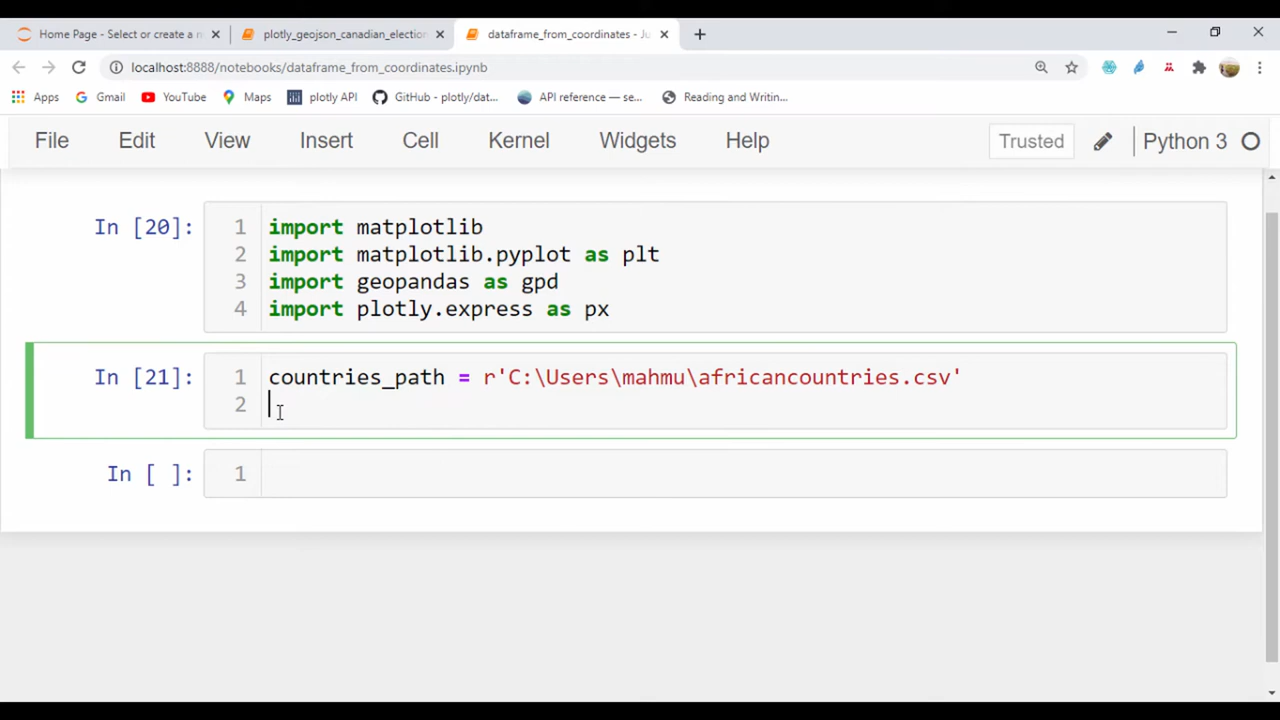 Home Page - Select or create a n
plotly_geojson_canadian_election
dataframe_from_coordinates - Ju
localhost:8888/notebooks/dataframe_from_coordinates.ipynb
Apps Gmail YouTube Maps plotly API GitHub - plotly/dat... API reference — se... Reading and Writin...
File Edit View Insert Cell Kernel Widgets Help Trusted Python 3
In [20]:
1 import matplotlib
2 import matplotlib.pyplot as plt
3 import geopandas as gpd
4 import plotly.express as px
In [21]:
1 countries_path = r'C:\Users\mahmu\africancountries.csv'
2
In [ ]:
1